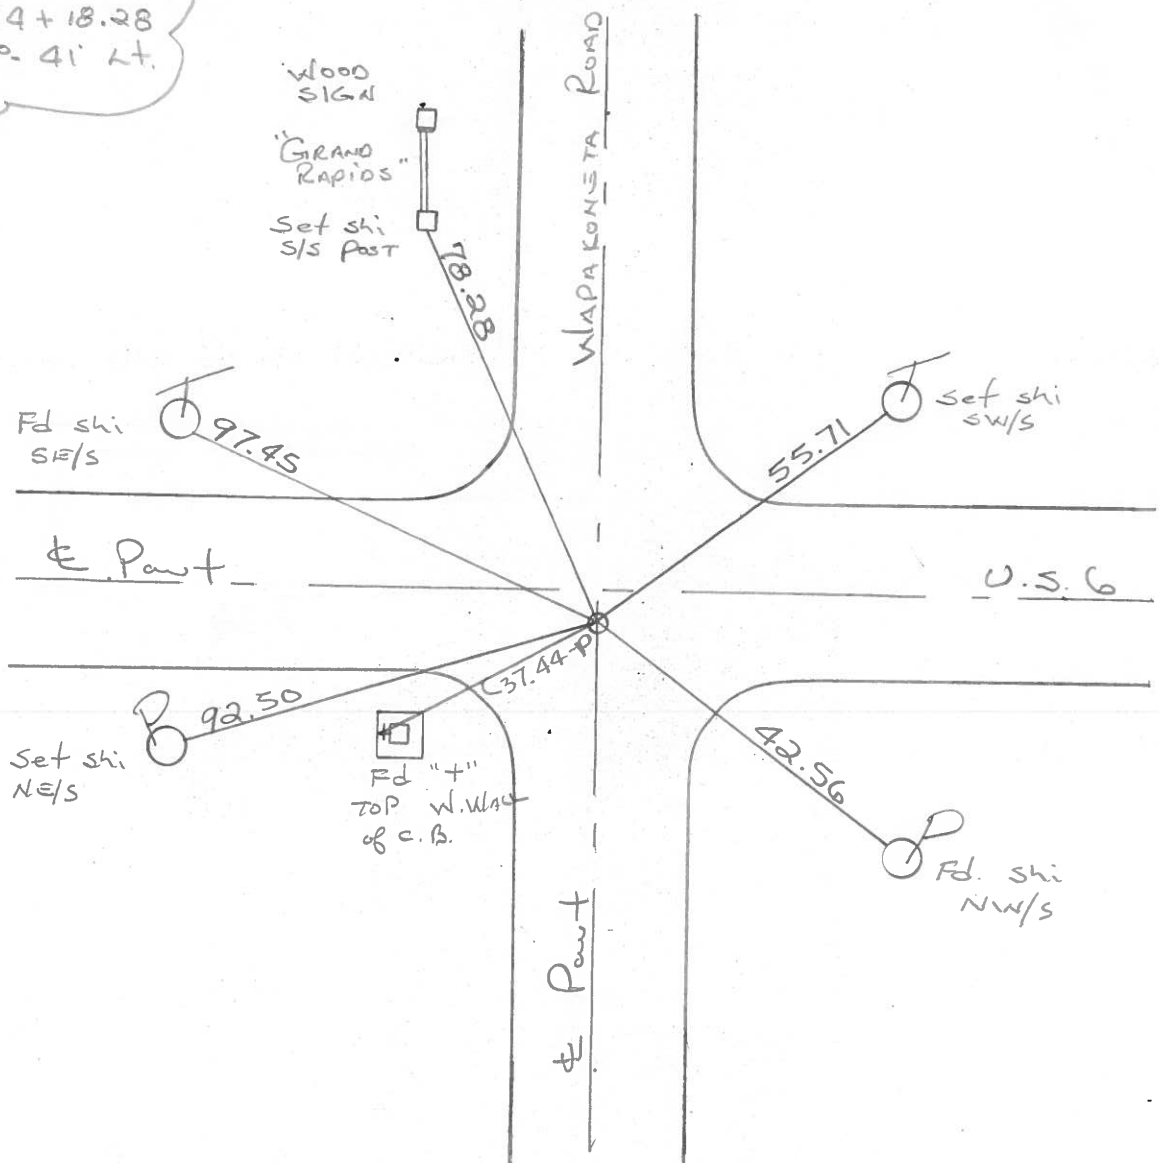 4 + 18.28
41' Lt.
WOOD
SIGN
"GRAND
RAPIDS"
Set shi
S/S POST
78.28
WAPAKONETA ROAD
Fd shi
SE/S
97.45
55.71
Set shi
SW/S
℄ Pav't
U.S. 6
37.44-P
92.50
Set shi
NE/S
Fd "+"
TOP W. WALL
of C.B.
42.56
Fd. shi
NW/S
℄ Pav't